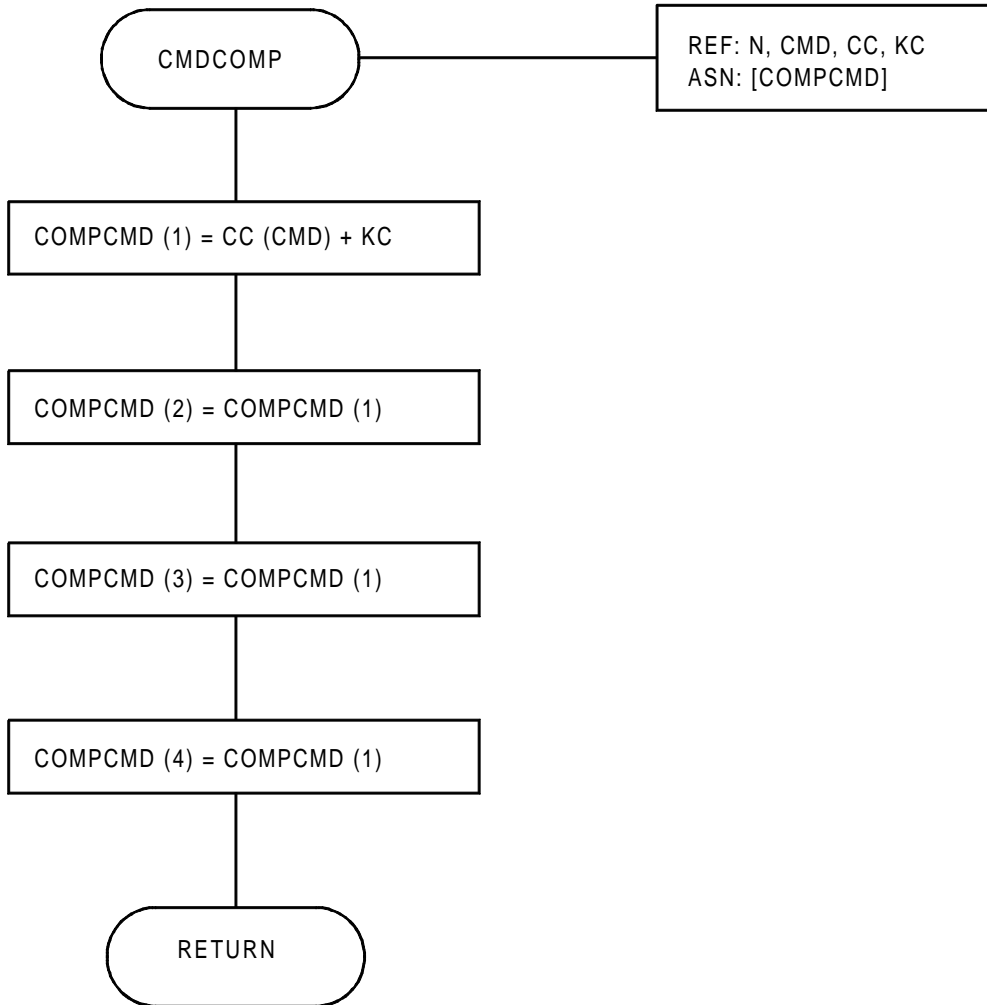 CMDCOMP
REF: N, CMD, CC, KC
ASN: [COMPCMD]
COMPCMD (1) = CC (CMD) + KC
COMPCMD (2) = COMPCMD (1)
COMPCMD (3) = COMPCMD (1)
COMPCMD (4) = COMPCMD (1)
RETURN